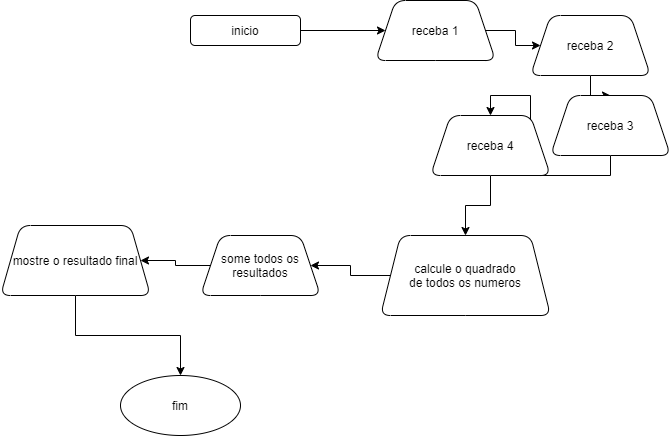 inicio
receba 1
receba 2
receba 3
receba 4
calcule o quadrado
de todos os numeros
some todos os
resultados
mostre o resultado final
fim